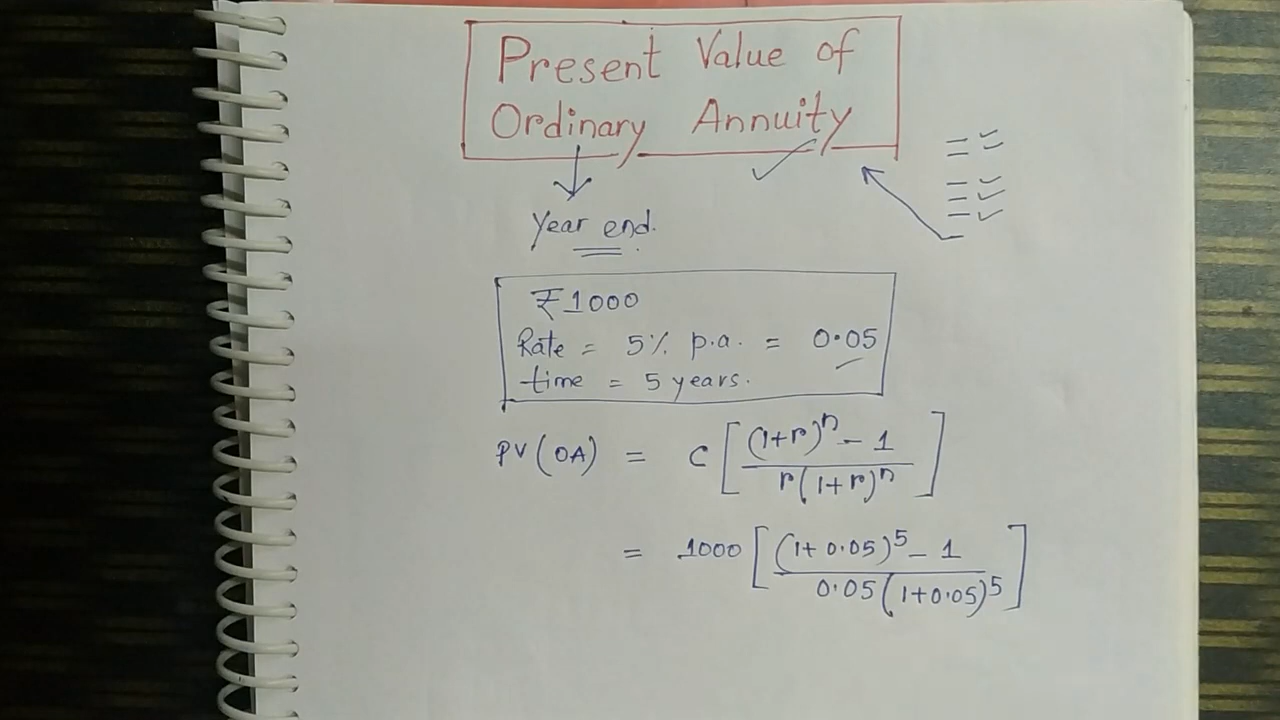 Present Value of
Ordinary Annuity
Year end.
₹1000
Rate = 5% p.a. = 0.05
time = 5 years.
PV(OA) = C[((1+r)^n - 1)/(r(1+r)^n)]
= 1000[((1+0.05)^5 - 1)/(0.05(1+0.05)^5)]